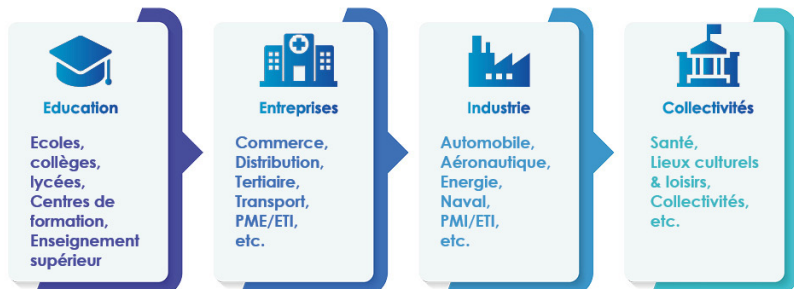 Education
Ecoles,
collèges,
lycées,
Centres de
formation,
Enseignement
supérieur
Entreprises
Commerce,
Distribution,
Tertiaire,
Transport,
PME/ETI,
etc.
Industrie
Automobile,
Aéronautique,
Energie,
Naval,
PMI/ETI,
etc.
Collectivités
Santé,
Lieux culturels
& loisirs,
Collectivités,
etc.